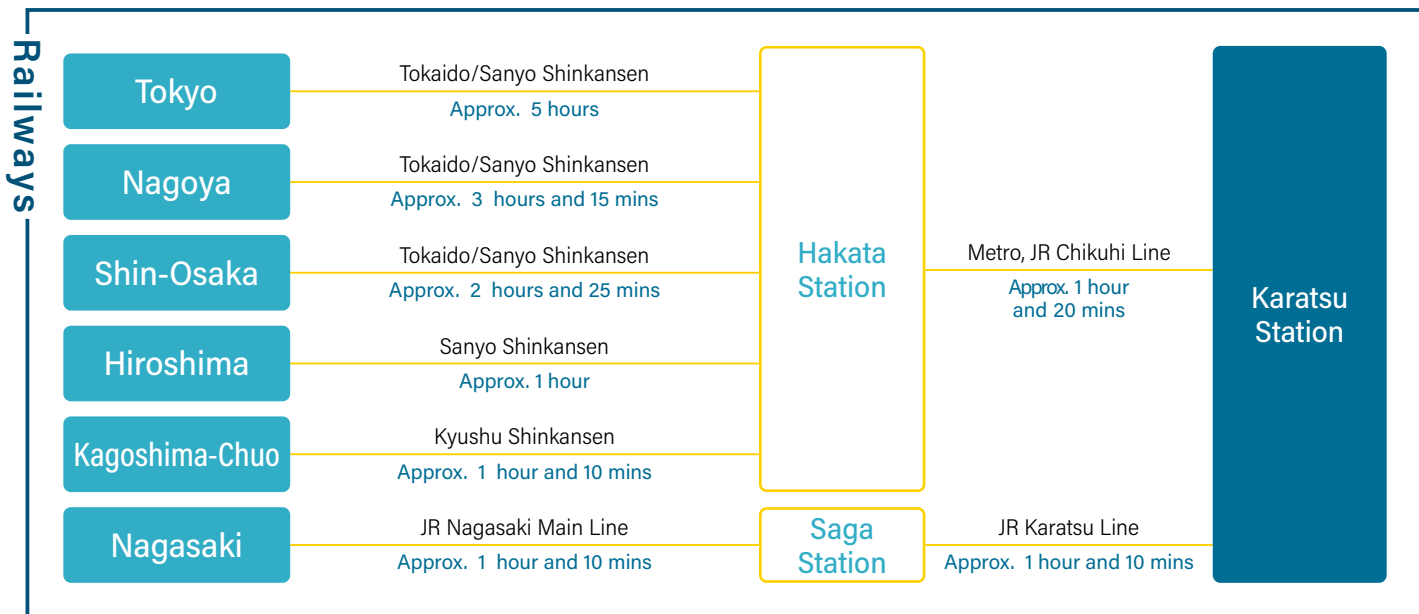 Railways
Tokyo
Tokaido/Sanyo Shinkansen
Approx. 5 hours
Nagoya
Tokaido/Sanyo Shinkansen
Approx. 3 hours and 15 mins
Shin-Osaka
Tokaido/Sanyo Shinkansen
Approx. 2 hours and 25 mins
Hiroshima
Sanyo Shinkansen
Approx. 1 hour
Kagoshima-Chuo
Kyushu Shinkansen
Approx. 1 hour and 10 mins
Hakata
Station
Metro, JR Chikuhi Line
Approx. 1 hour
and 20 mins
Nagasaki
JR Nagasaki Main Line
Approx. 1 hour and 10 mins
Saga
Station
JR Karatsu Line
Approx. 1 hour and 10 mins
Karatsu
Station